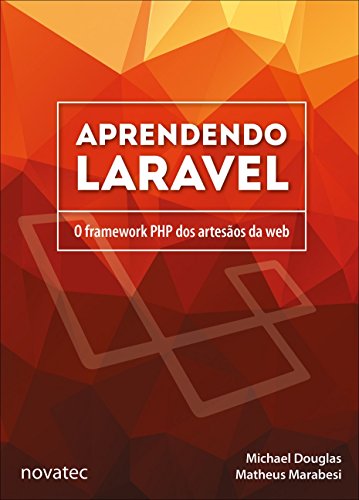 APRENDENDO
LARAVEL
O framework PHP dos artesãos da web
Michael Douglas
Matheus Marabesi
novatec